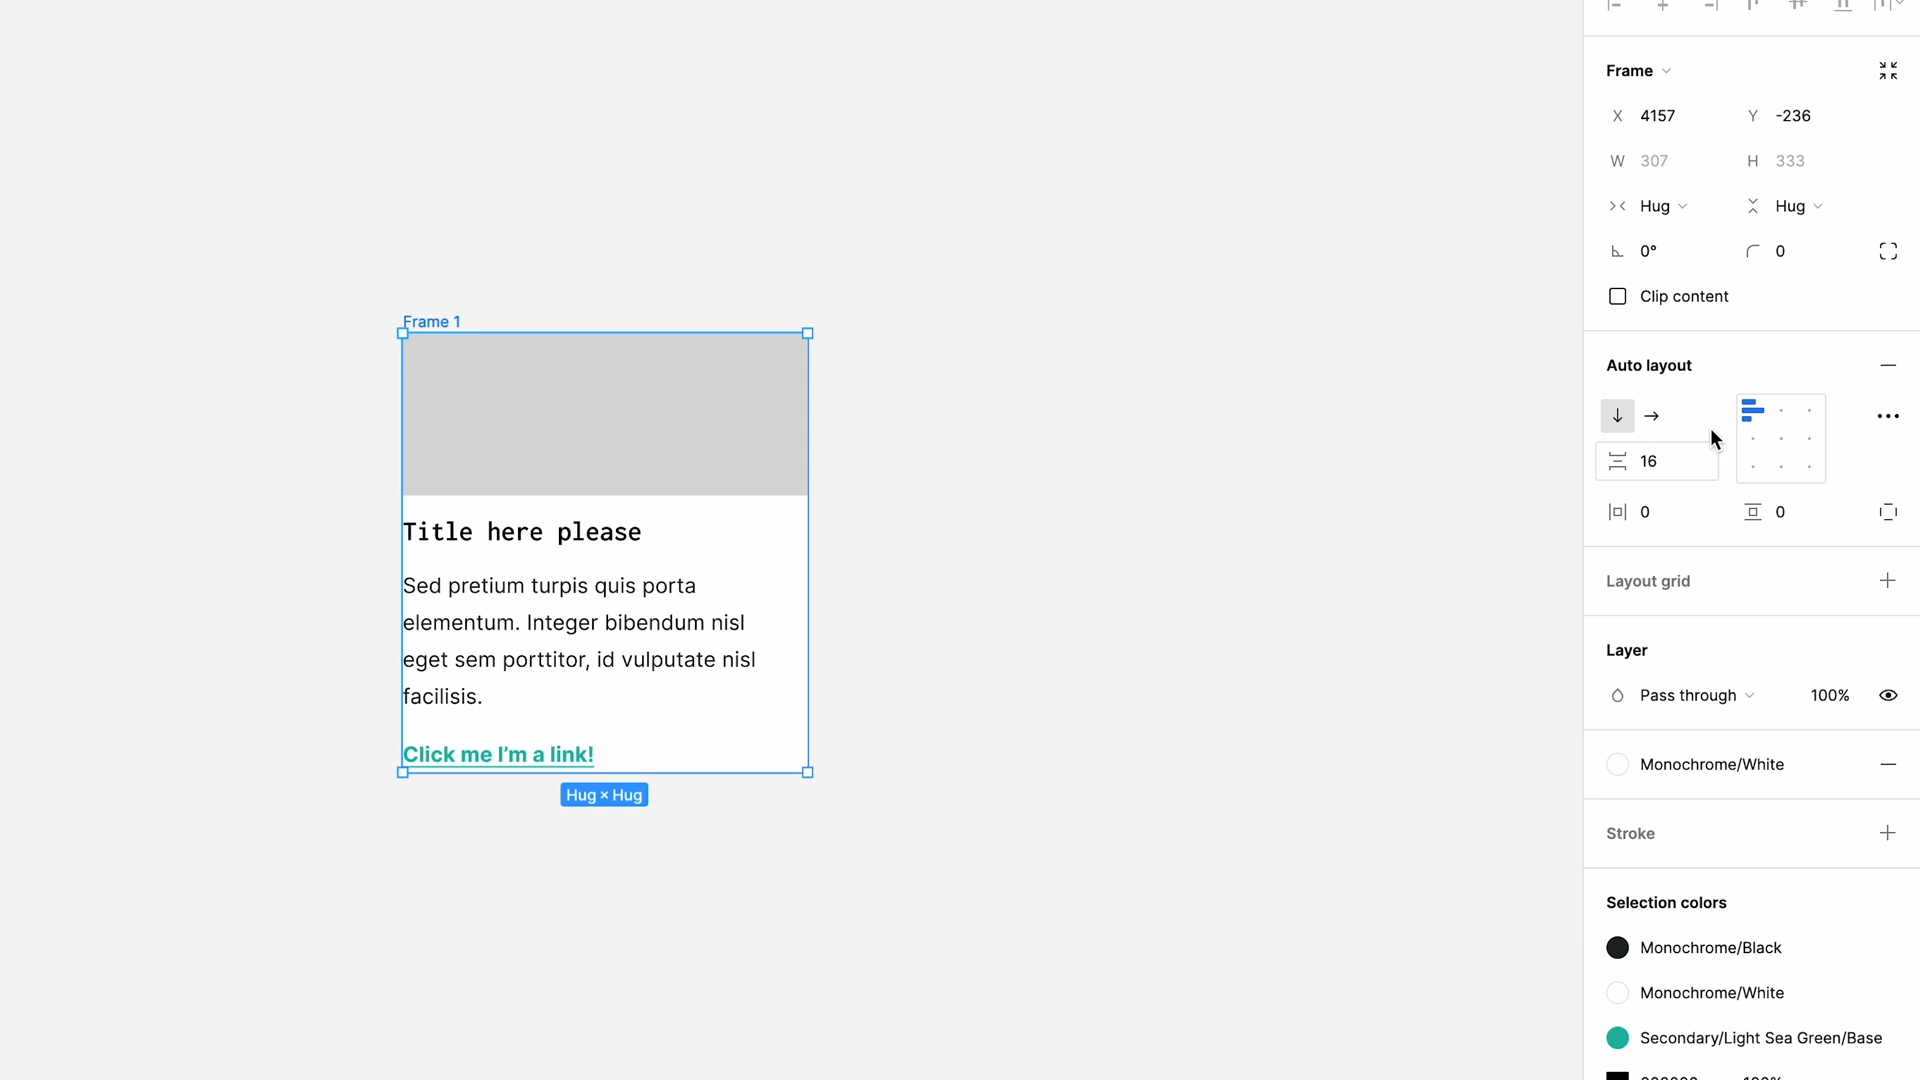 Frame
X 4157 Y -236
W 307 H 333
Hug Hug
0° 0
Clip content
Frame 1
Auto layout
16
0 0
Title here please
Sed pretium turpis quis porta
elementum. Integer bibendum nisl
eget sem porttitor, id vulputate nisl
facilisis.
Click me I'm a link!
Hug × Hug
Layout grid
Layer
Pass through 100%
Monochrome/White
Stroke
Selection colors
Monochrome/Black
Monochrome/White
Secondary/Light Sea Green/Base